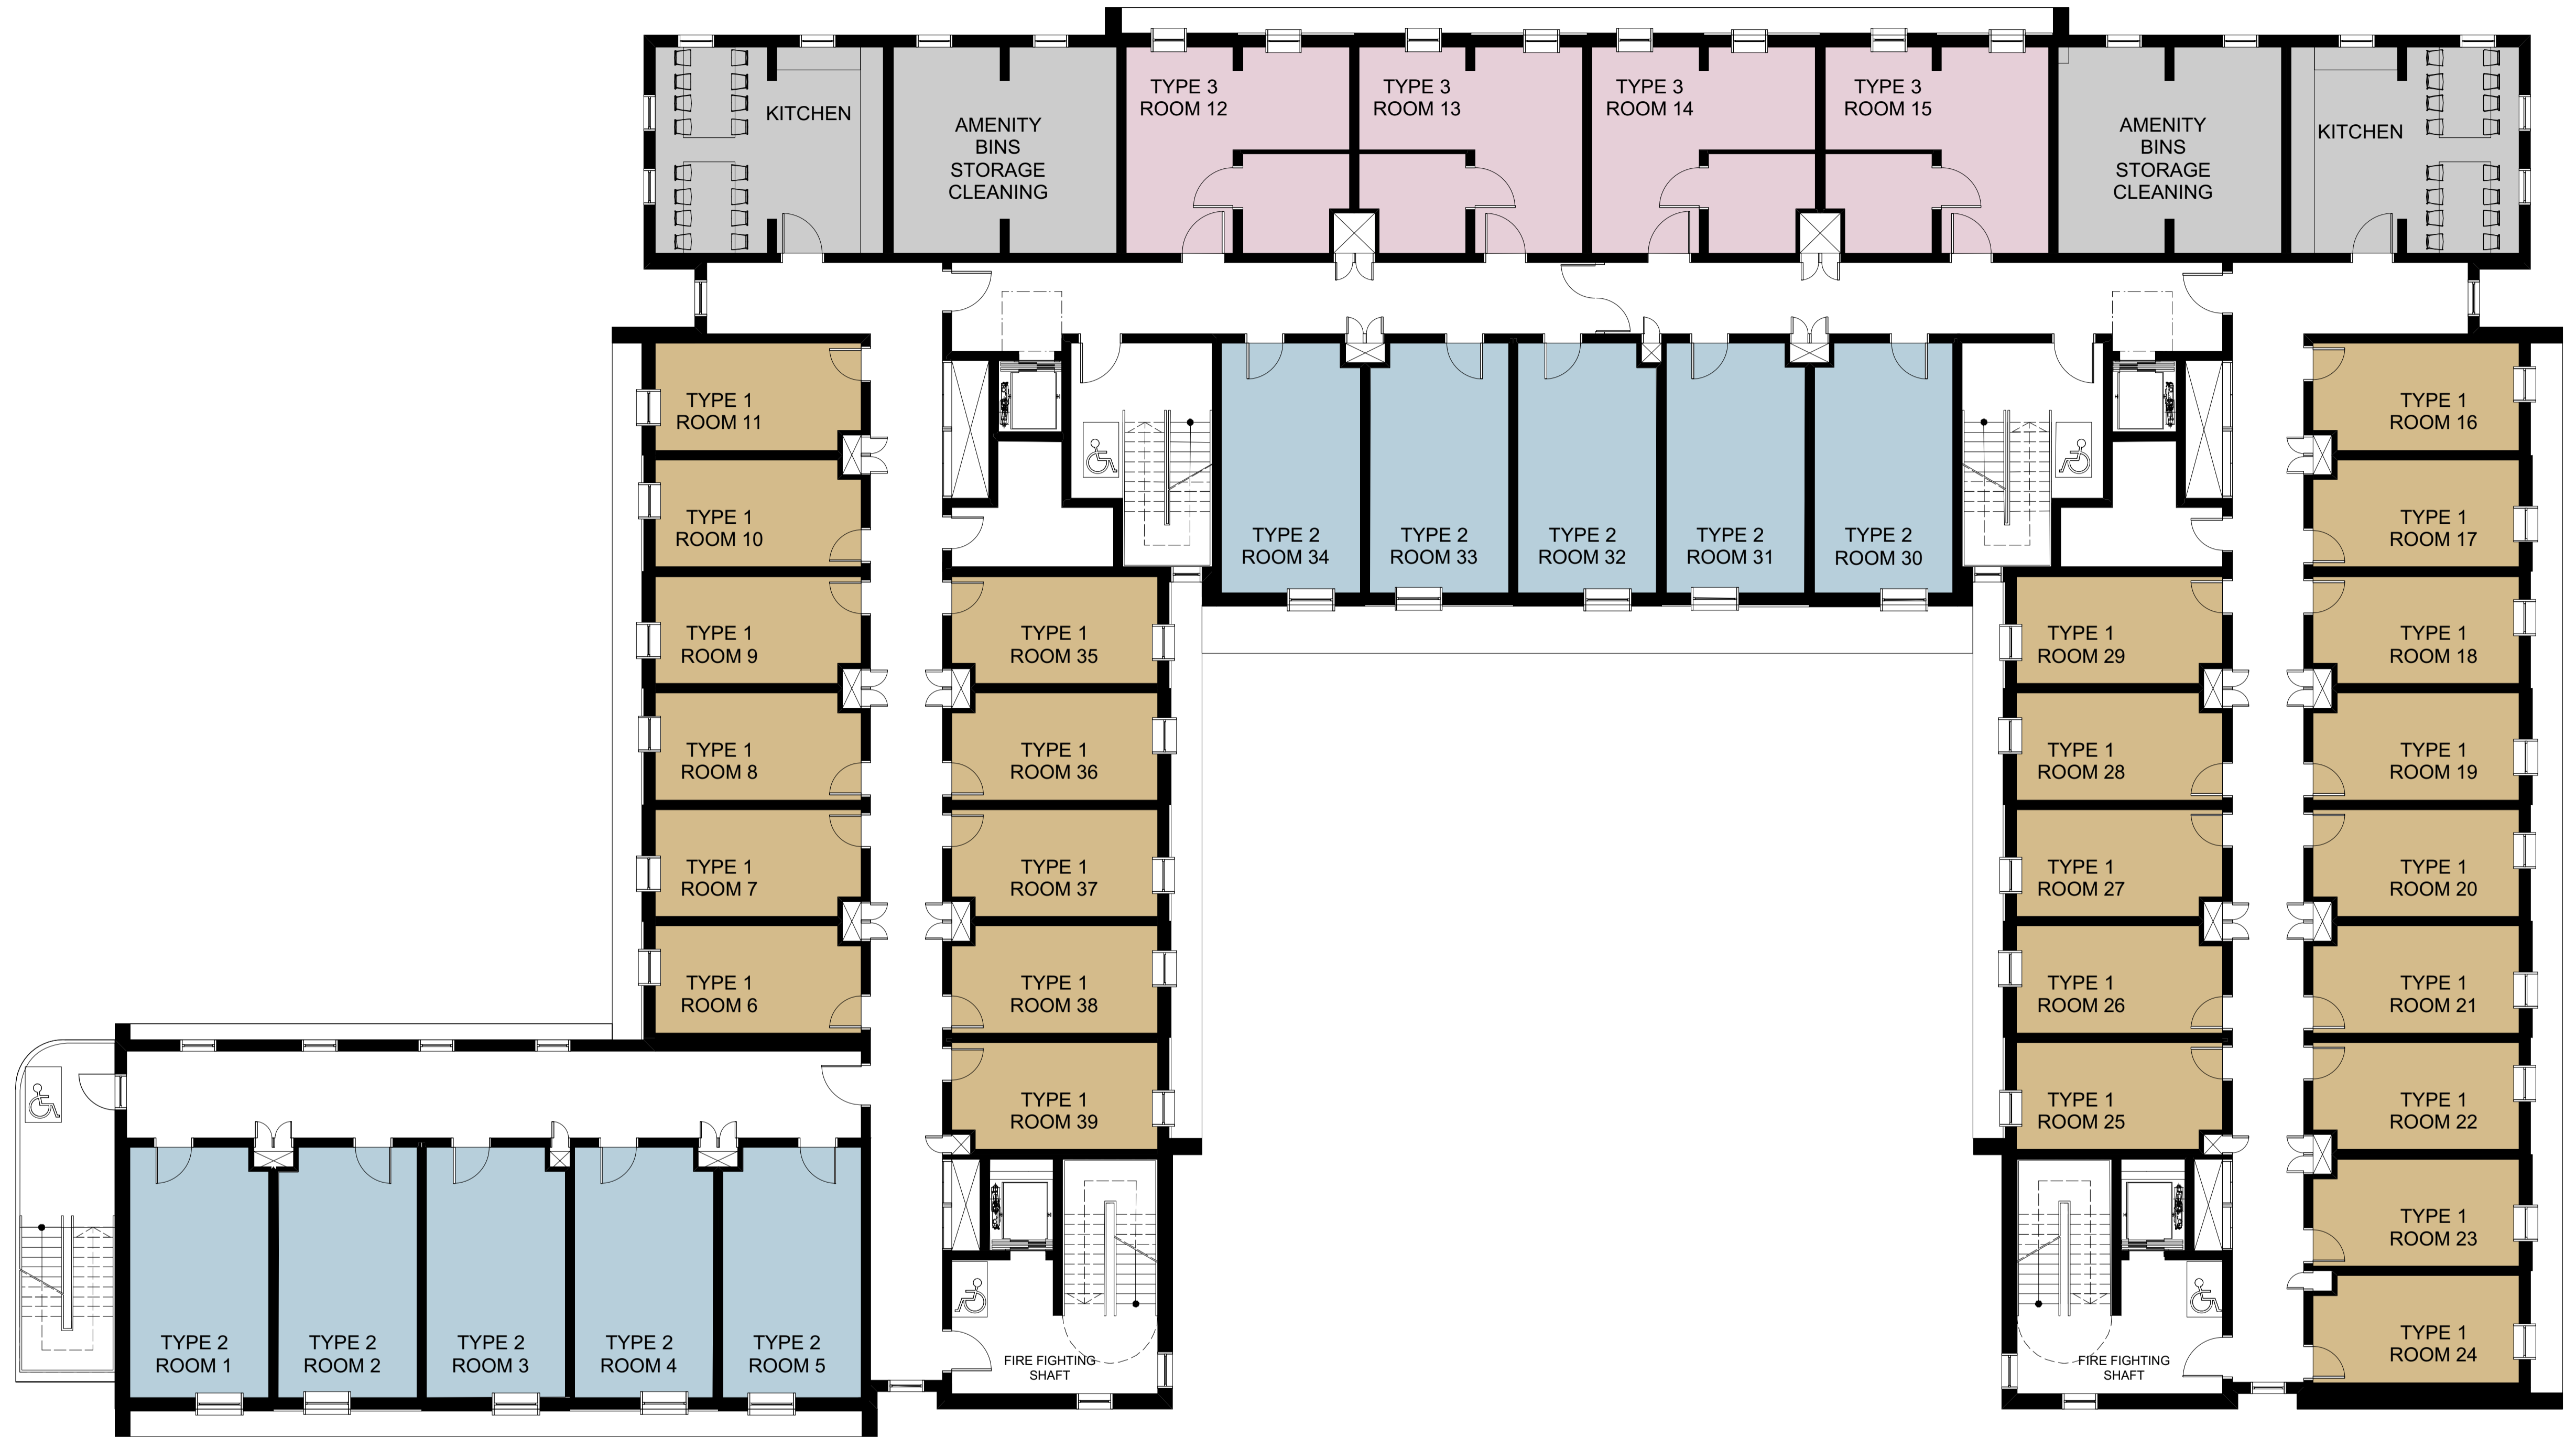 KITCHEN
AMENITY
BINS
STORAGE
CLEANING
TYPE 3
ROOM 12
TYPE 3
ROOM 13
TYPE 3
ROOM 14
TYPE 3
ROOM 15
AMENITY
BINS
STORAGE
CLEANING
KITCHEN
TYPE 1
ROOM 11
TYPE 1
ROOM 10
TYPE 1
ROOM 9
TYPE 1
ROOM 8
TYPE 1
ROOM 7
TYPE 1
ROOM 6
TYPE 1
ROOM 35
TYPE 1
ROOM 36
TYPE 1
ROOM 37
TYPE 1
ROOM 38
TYPE 1
ROOM 39
TYPE 2
ROOM 34
TYPE 2
ROOM 33
TYPE 2
ROOM 32
TYPE 2
ROOM 31
TYPE 2
ROOM 30
TYPE 1
ROOM 29
TYPE 1
ROOM 28
TYPE 1
ROOM 27
TYPE 1
ROOM 26
TYPE 1
ROOM 25
TYPE 1
ROOM 16
TYPE 1
ROOM 17
TYPE 1
ROOM 18
TYPE 1
ROOM 19
TYPE 1
ROOM 20
TYPE 1
ROOM 21
TYPE 1
ROOM 22
TYPE 1
ROOM 23
TYPE 1
ROOM 24
TYPE 2
ROOM 1
TYPE 2
ROOM 2
TYPE 2
ROOM 3
TYPE 2
ROOM 4
TYPE 2
ROOM 5
FIRE FIGHTING
SHAFT
FIRE FIGHTING
SHAFT